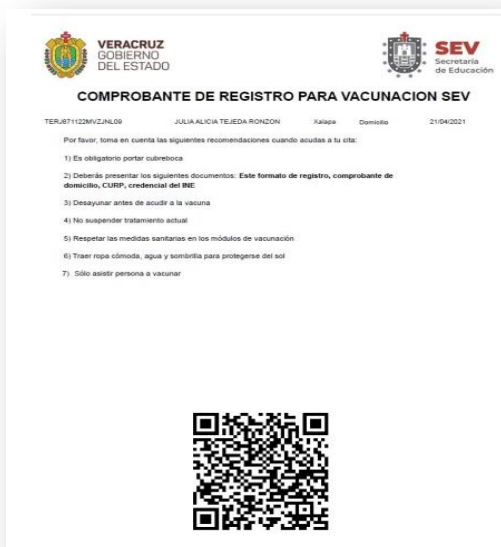 VERACRUZ
GOBIERNO
DEL ESTADO
SEV
Secretaría
de Educación
COMPROBANTE DE REGISTRO PARA VACUNACION SEV
TERJ871122MVZJNL09 JULIA ALICIA TEJEDA RONZON Xalapa Domicilio 21/04/2021
Por favor, toma en cuenta las siguientes recomendaciones cuando acudas a tu cita:
1) Es obligatorio portar cubreboca
2) Deberás presentar los siguientes documentos: Este formato de registro, comprobante de
domicilio, CURP, credencial del INE
3) Desayunar antes de acudir a la vacuna
4) No suspender tratamiento actual
5) Respetar las medidas sanitarias en los módulos de vacunación
6) Traer ropa cómoda, agua y sombrilla para protegerse del sol
7) Sólo asistir persona a vacunar